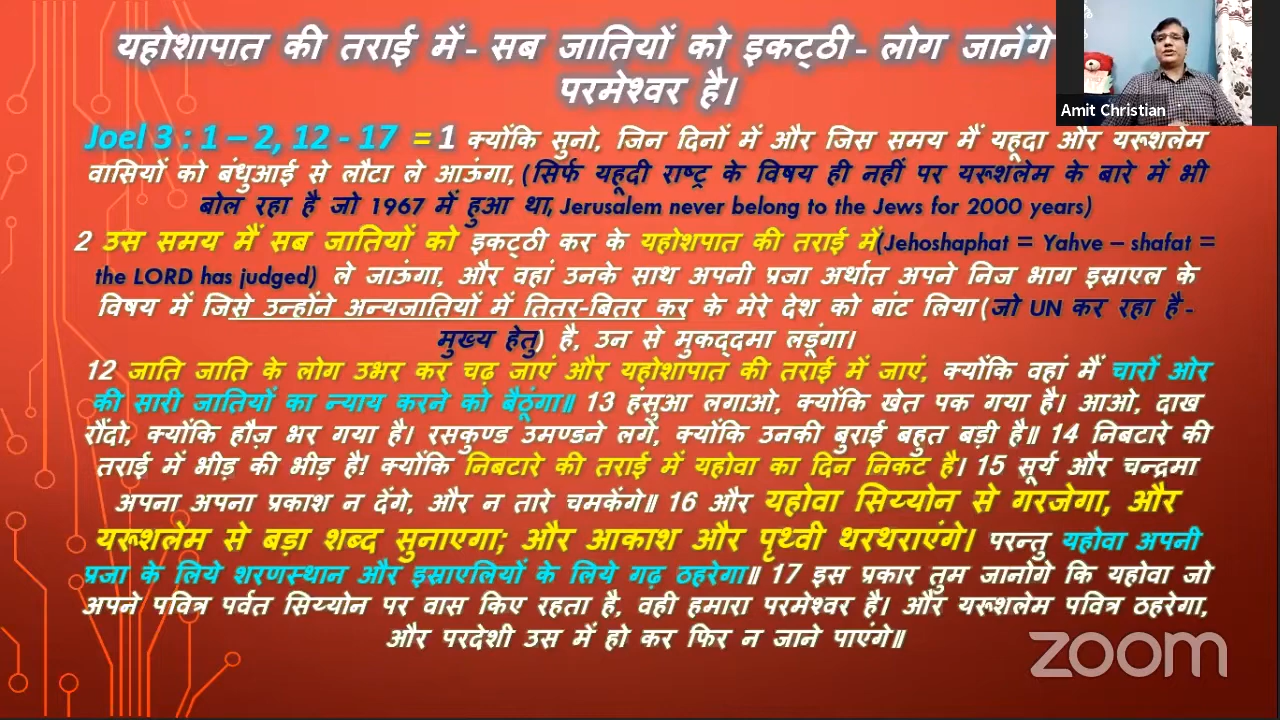 यहोशापात की तराई में - सब जातियों को इकट्ठी - लोग जानेंगे
परमेश्वर है।
Amit Christian
Joel 3 : 1 – 2, 12 - 17 = 1 क्योंकि सुनो, जिन दिनों में और जिस समय मैं यहूदा और यरूशलेम
वासियों को बंधुआई से लौटा ले आऊंगा, (सिर्फ यहूदी राष्ट्र के विषय ही नहीं पर यरूशलेम के बारे में भी
बोल रहा है जो 1967 में हुआ था, Jerusalem never belong to the Jews for 2000 years)
2 उस समय मैं सब जातियों को इकट्ठी कर के यहोशपात की तराई में(Jehoshaphat = Yahve – shafat =
the LORD has judged) ले जाऊंगा, और वहां उनके साथ अपनी प्रजा अर्थात अपने निज भाग इस्राएल के
विषय में जिसे उन्होंने अन्यजातियों में तितर-बितर कर के मेरे देश को बांट लिया(जो UN कर रहा है -
मुख्य हेतु) है, उन से मुकद्दमा लडूंगा।
12 जाति जाति के लोग उभर कर चढ़ जाएं और यहोशापात की तराई में जाएं, क्योंकि वहां मैं चारों ओर
की सारी जातियों का न्याय करने को बैठूंगा॥ 13 हंसुआ लगाओ, क्योंकि खेत पक गया है। आओ, दाख
रौंदो, क्योंकि हौज़ भर गया है। रसकुण्ड उमण्डने लगे, क्योंकि उनकी बुराई बहुत बड़ी है॥ 14 निबटारे की
तराई में भीड़ की भीड़ है! क्योंकि निबटारे की तराई में यहोवा का दिन निकट है। 15 सूर्य और चन्द्रमा
अपना अपना प्रकाश न देंगे, और न तारे चमकेंगे॥ 16 और यहोवा सिय्योन से गरजेगा, और
यरूशलेम से बड़ा शब्द सुनाएगा; और आकाश और पृथ्वी थरथराएंगे। परन्तु यहोवा अपनी
प्रजा के लिये शरणस्थान और इस्राएलियों के लिये गढ़ ठहरेगा॥ 17 इस प्रकार तुम जानोगे कि यहोवा जो
अपने पवित्र पर्वत सिय्योन पर वास किए रहता है, वही हमारा परमेश्वर है। और यरूशलेम पवित्र ठहरेगा,
और परदेशी उस में हो कर फिर न जाने पाएंगे॥
zoom